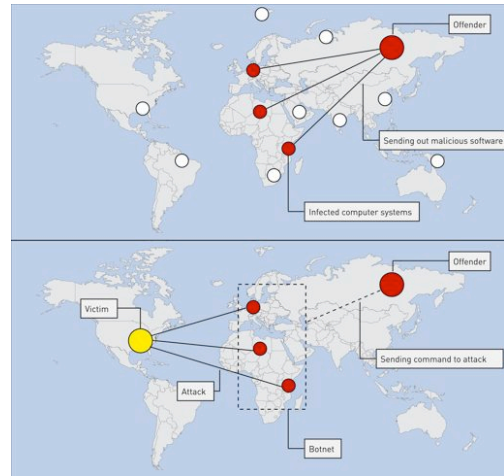 Offender
Sending out malicious software
Infected computer systems
Offender
Victim
Sending command to attack
Attack
Botnet